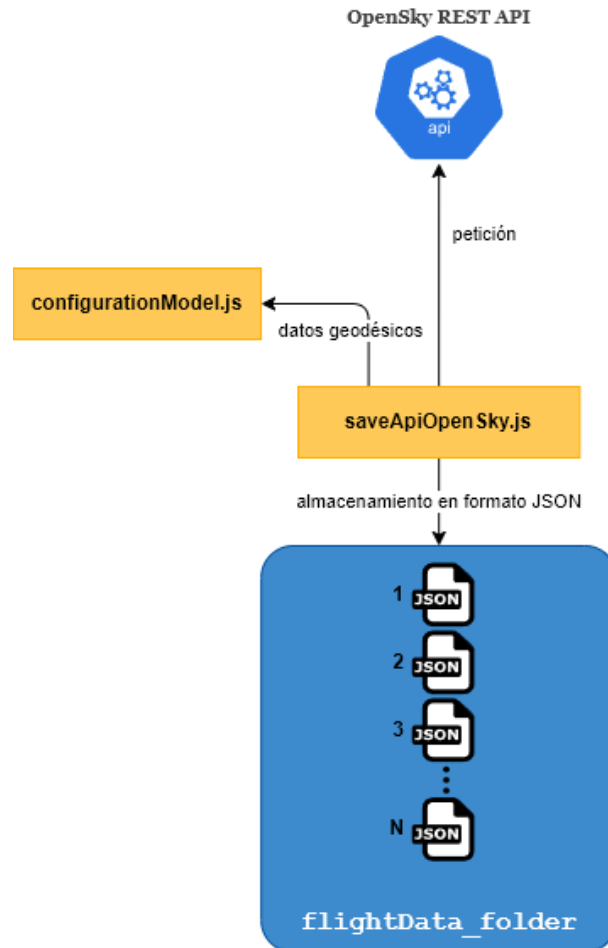 OpenSky REST API
api
petición
configurationModel.js
datos geodésicos
saveApiOpenSky.js
almacenamiento en formato JSON
1 JSON
2 JSON
3 JSON
N JSON
flightData_folder